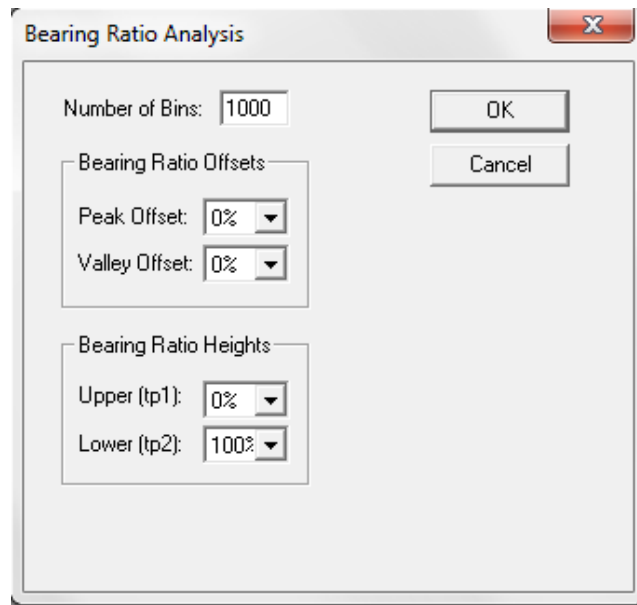 Bearing Ratio Analysis
Number of Bins: 1000
OK
Bearing Ratio Offsets
Cancel
Peak Offset: 0%
Valley Offset: 0%
Bearing Ratio Heights
Upper (tp1): 0%
Lower (tp2): 100%